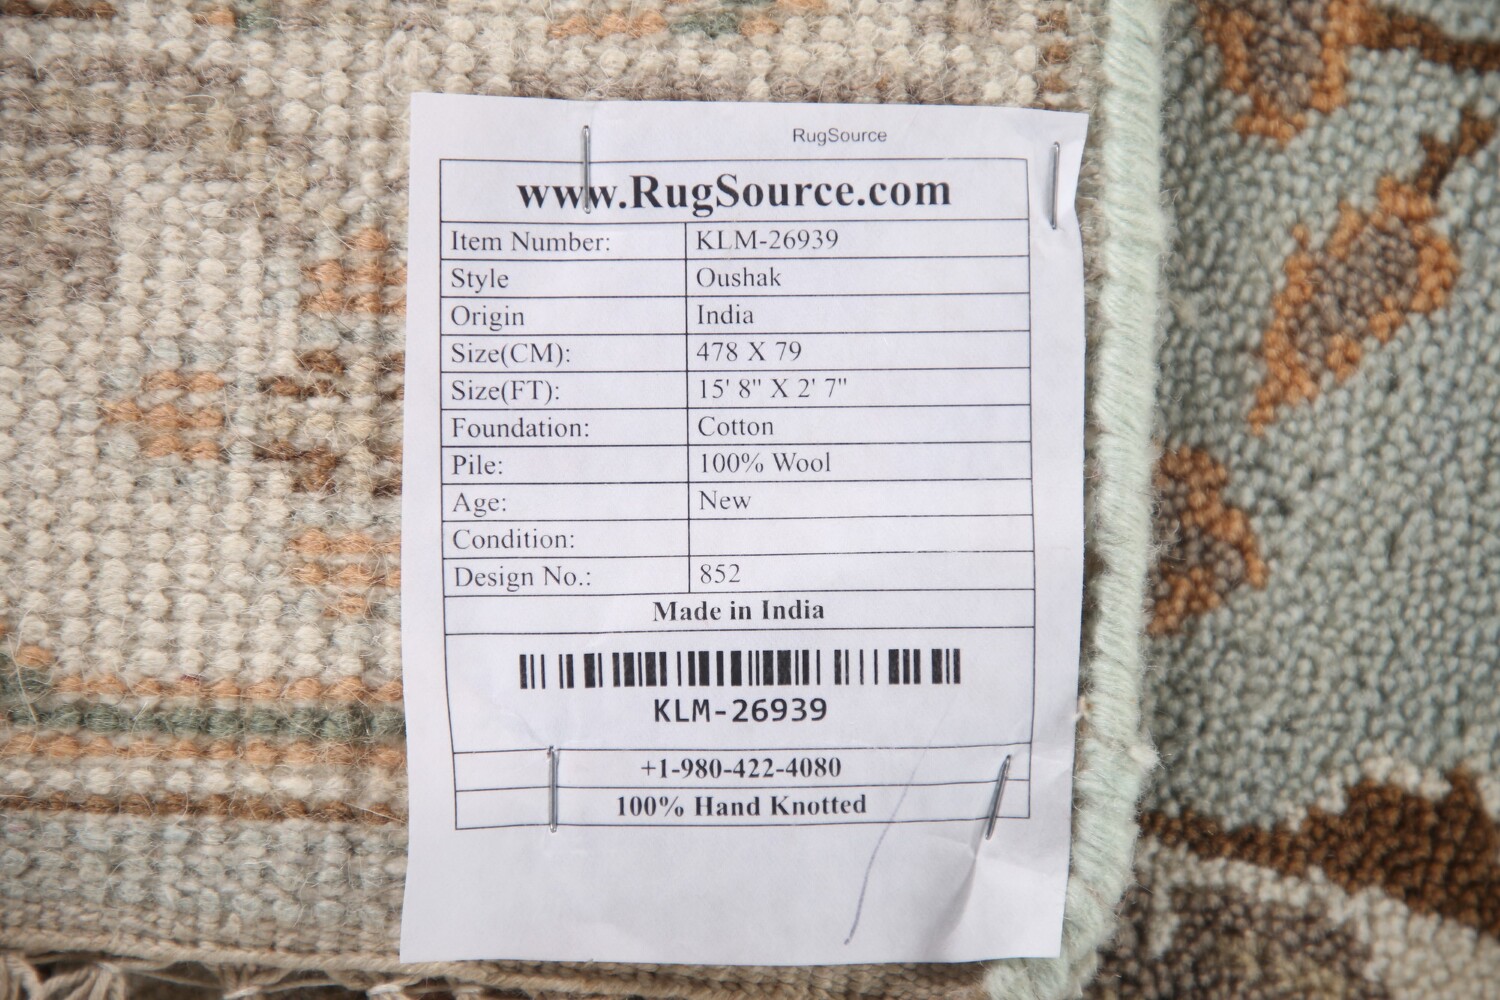 RugSource
www.RugSource.com
Item Number: KLM-26939
Style Oushak
Origin India
Size(CM): 478 X 79
Size(FT): 15' 8" X 2' 7"
Foundation: Cotton
Pile: 100% Wool
Age: New
Condition:
Design No.: 852
Made in India
KLM-26939
+1-980-422-4080
100% Hand Knotted